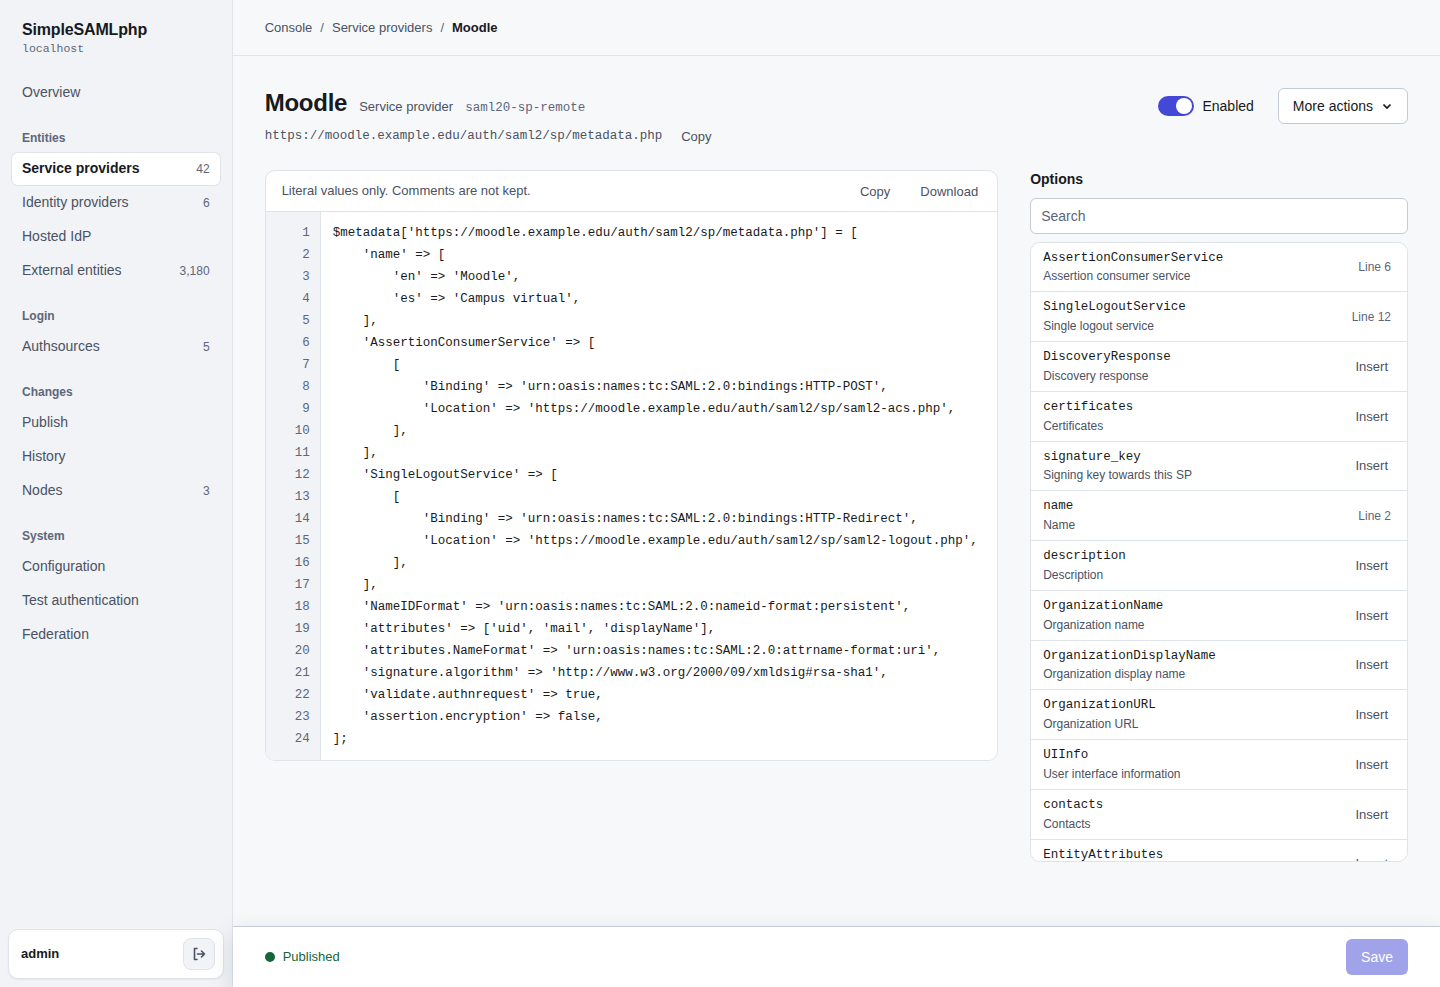 SimpleSAMLphp
localhost
Overview
Entities
Service providers 42
Identity providers 6
Hosted IdP
External entities 3,180
Login
Authsources 5
Changes
Publish
History
Nodes 3
System
Configuration
Test authentication
Federation
admin
Console / Service providers / Moodle
Moodle Service provider saml20-sp-remote
https://moodle.example.edu/auth/saml2/sp/metadata.php Copy
Enabled
More actions
Literal values only. Comments are not kept. Copy Download
1 $metadata['https://moodle.example.edu/auth/saml2/sp/metadata.php'] = [
2     'name' => [
3         'en' => 'Moodle',
4         'es' => 'Campus virtual',
5     ],
6     'AssertionConsumerService' => [
7         [
8             'Binding' => 'urn:oasis:names:tc:SAML:2.0:bindings:HTTP-POST',
9             'Location' => 'https://moodle.example.edu/auth/saml2/sp/saml2-acs.php',
10         ],
11     ],
12     'SingleLogoutService' => [
13         [
14             'Binding' => 'urn:oasis:names:tc:SAML:2.0:bindings:HTTP-Redirect',
15             'Location' => 'https://moodle.example.edu/auth/saml2/sp/saml2-logout.php',
16         ],
17     ],
18     'NameIDFormat' => 'urn:oasis:names:tc:SAML:2.0:nameid-format:persistent',
19     'attributes' => ['uid', 'mail', 'displayName'],
20     'attributes.NameFormat' => 'urn:oasis:names:tc:SAML:2.0:attrname-format:uri',
21     'signature.algorithm' => 'http://www.w3.org/2000/09/xmldsig#rsa-sha1',
22     'validate.authnrequest' => true,
23     'assertion.encryption' => false,
24 ];
Options
Search
AssertionConsumerService
Assertion consumer service
Line 6
SingleLogoutService
Single logout service
Line 12
DiscoveryResponse
Discovery response
Insert
certificates
Certificates
Insert
signature_key
Signing key towards this SP
Insert
name
Name
Line 2
description
Description
Insert
OrganizationName
Organization name
Insert
OrganizationDisplayName
Organization display name
Insert
OrganizationURL
Organization URL
Insert
UIInfo
User interface information
Insert
contacts
Contacts
Insert
EntityAttributes
Published
Save